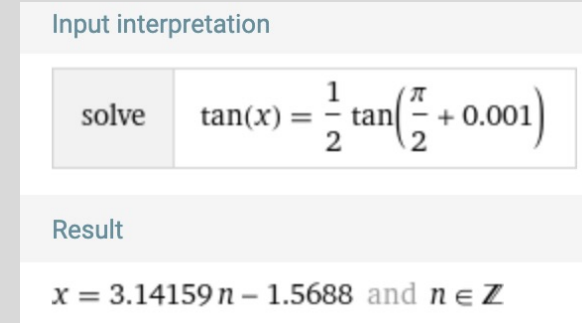 Input interpretation
solve tan(x) = 1/2 tan(π/2 + 0.001)
Result
x = 3.14159 n − 1.5688 and n ∈ ℤ